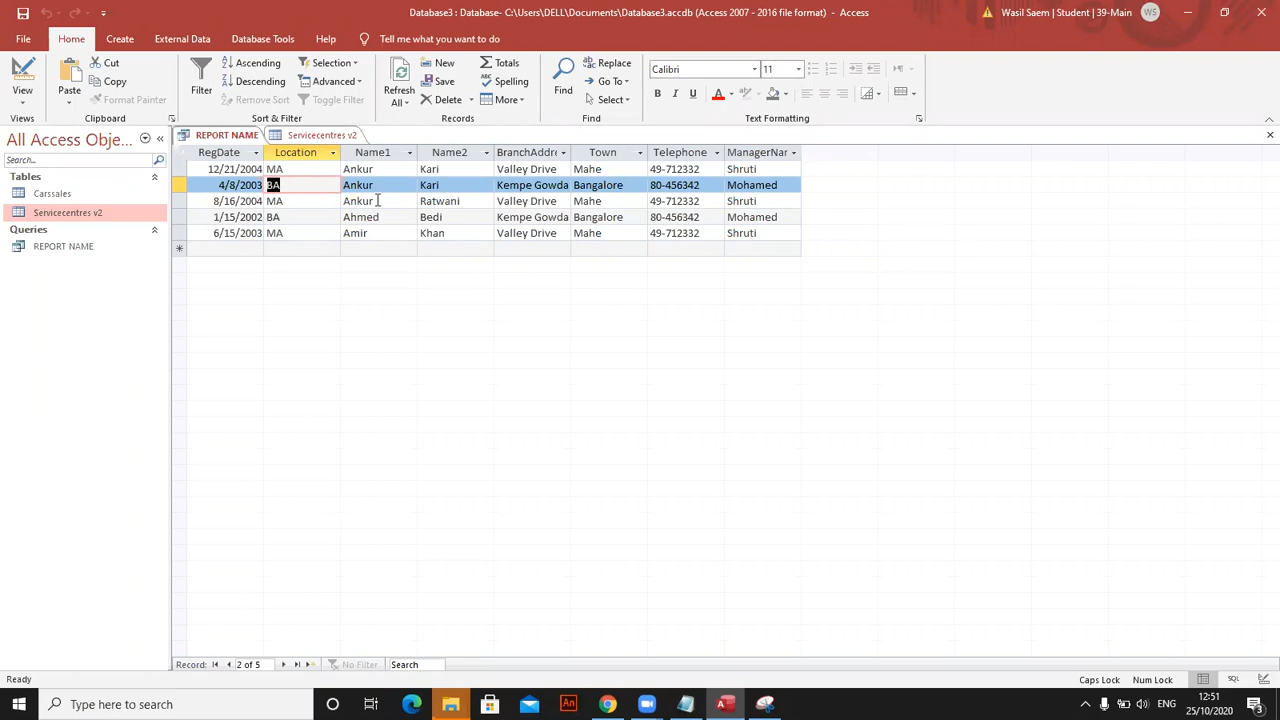 Database3 : Database- C:\Users\DELL\Documents\Database3.accdb (Access 2007 - 2016 file format) - Access
Wasil Saem | Student | 39-Main
WS
File Home Create External Data Database Tools Help Tell me what you want to do
View
Views
Paste
Cut
Copy
Format Painter
Clipboard
Filter
Ascending
Descending
Remove Sort
Selection
Advanced
Toggle Filter
Sort & Filter
Refresh All
New
Save
Delete
Totals
Spelling
More
Records
Find
Replace
Go To
Select
Find
Calibri 11
B I U A
Text Formatting
All Access Obje...
Search...
Tables
Carssales
Servicecentres v2
Queries
REPORT NAME
REPORT NAME Servicecentres v2
RegDate Location Name1 Name2 BranchAddre Town Telephone ManagerNar
12/21/2004 MA Ankur Kari Valley Drive Mahe 49-712332 Shruti
4/8/2003 BA Ankur Kari Kempe Gowda Bangalore 80-456342 Mohamed
8/16/2004 MA Ankur Ratwani Valley Drive Mahe 49-712332 Shruti
1/15/2002 BA Ahmed Bedi Kempe Gowda Bangalore 80-456342 Mohamed
6/15/2003 MA Amir Khan Valley Drive Mahe 49-712332 Shruti
Record: 2 of 5 No Filter Search
Ready
Caps Lock Num Lock SQL
Type here to search
An
ENG
12:51
25/10/2020
3